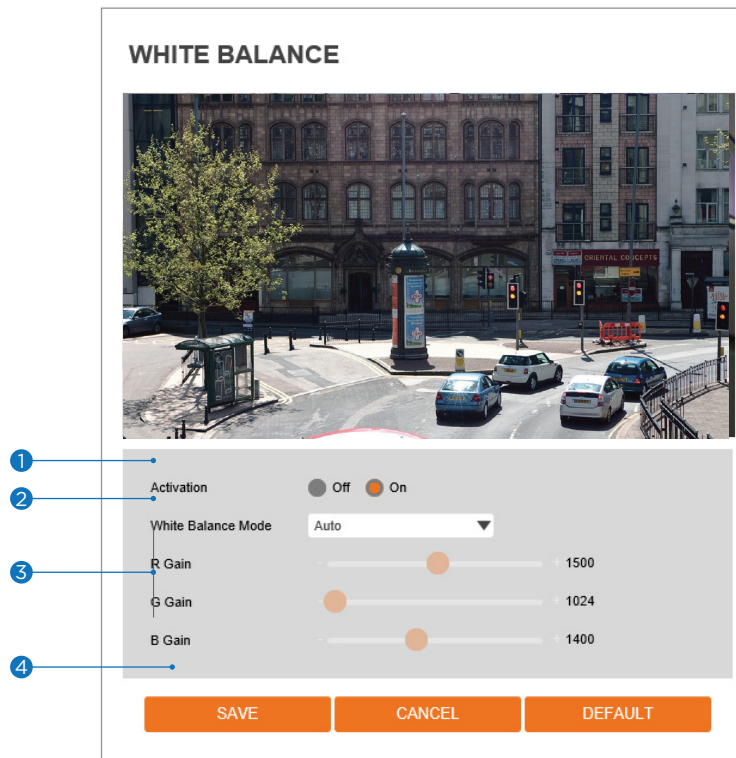 WHITE BALANCE
ORIENTAL CONCEPTS
1
Activation
Off
On
2
White Balance Mode
Auto
3
R Gain
- + 1500
G Gain
- + 1024
B Gain
- + 1400
4
SAVE
CANCEL
DEFAULT